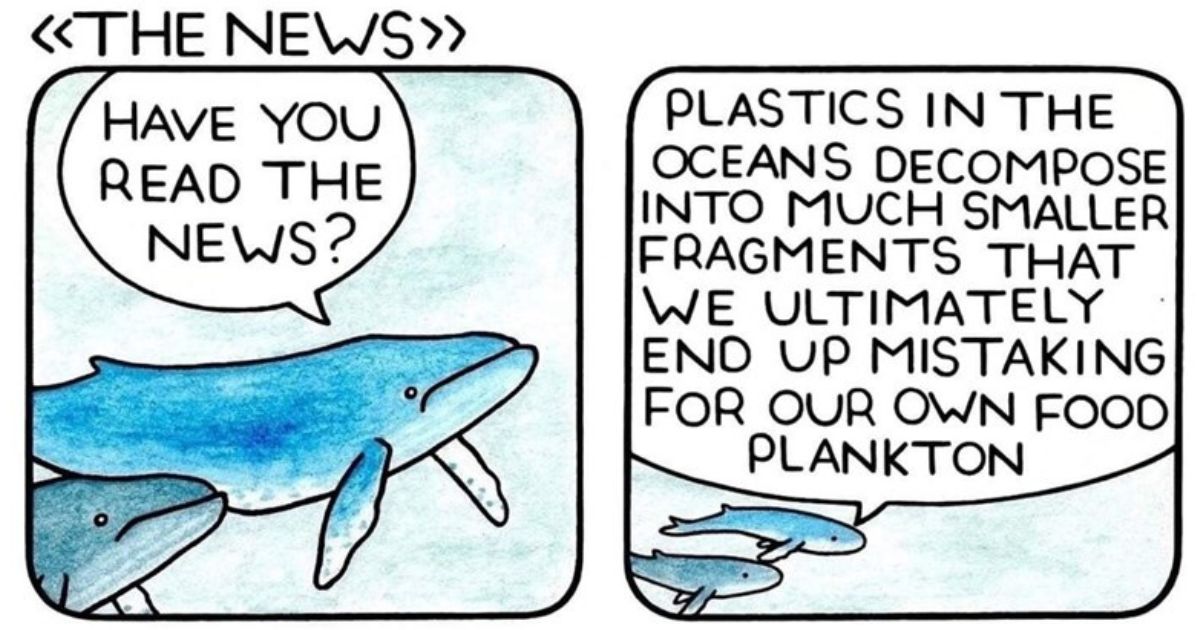 «THE NEWS»
HAVE YOU
READ THE
NEWS?
PLASTICS IN THE
OCEANS DECOMPOSE
INTO MUCH SMALLER
FRAGMENTS THAT
WE ULTIMATELY
END UP MISTAKING
FOR OUR OWN FOOD
PLANKTON